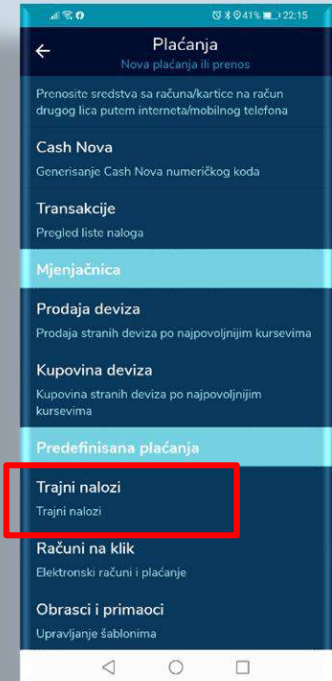 41% 22:15
Plaćanja
Nova plaćanja ili prenos
Prenosite sredstva sa računa/kartice na račun
drugog lica putem interneta/mobilnog telefona
Cash Nova
Generisanje Cash Nova numeričkog koda
Transakcije
Pregled liste naloga
Mjenjačnica
Prodaja deviza
Prodaja stranih deviza po najpovoljnijim kursevima
Kupovina deviza
Kupovina stranih deviza po najpovoljnijim
kursevima
Predefinisana plaćanja
Trajni nalozi
Trajni nalozi
Računi na klik
Elektronski računi i plaćanje
Obrasci i primaoci
Upravljanje šablonima